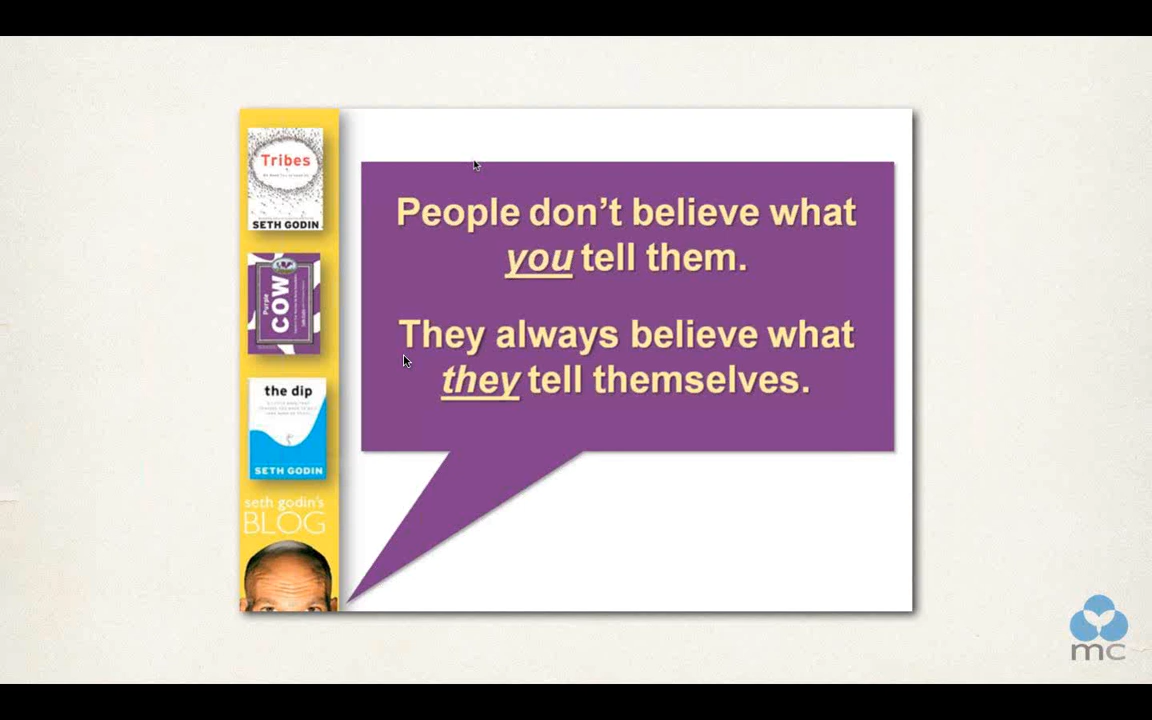 Tribes
SETH GODIN
Purple
COW
the dip
SETH GODIN
seth godin's
BLOG
People don't believe what
you tell them.
They always believe what
they tell themselves.
mc